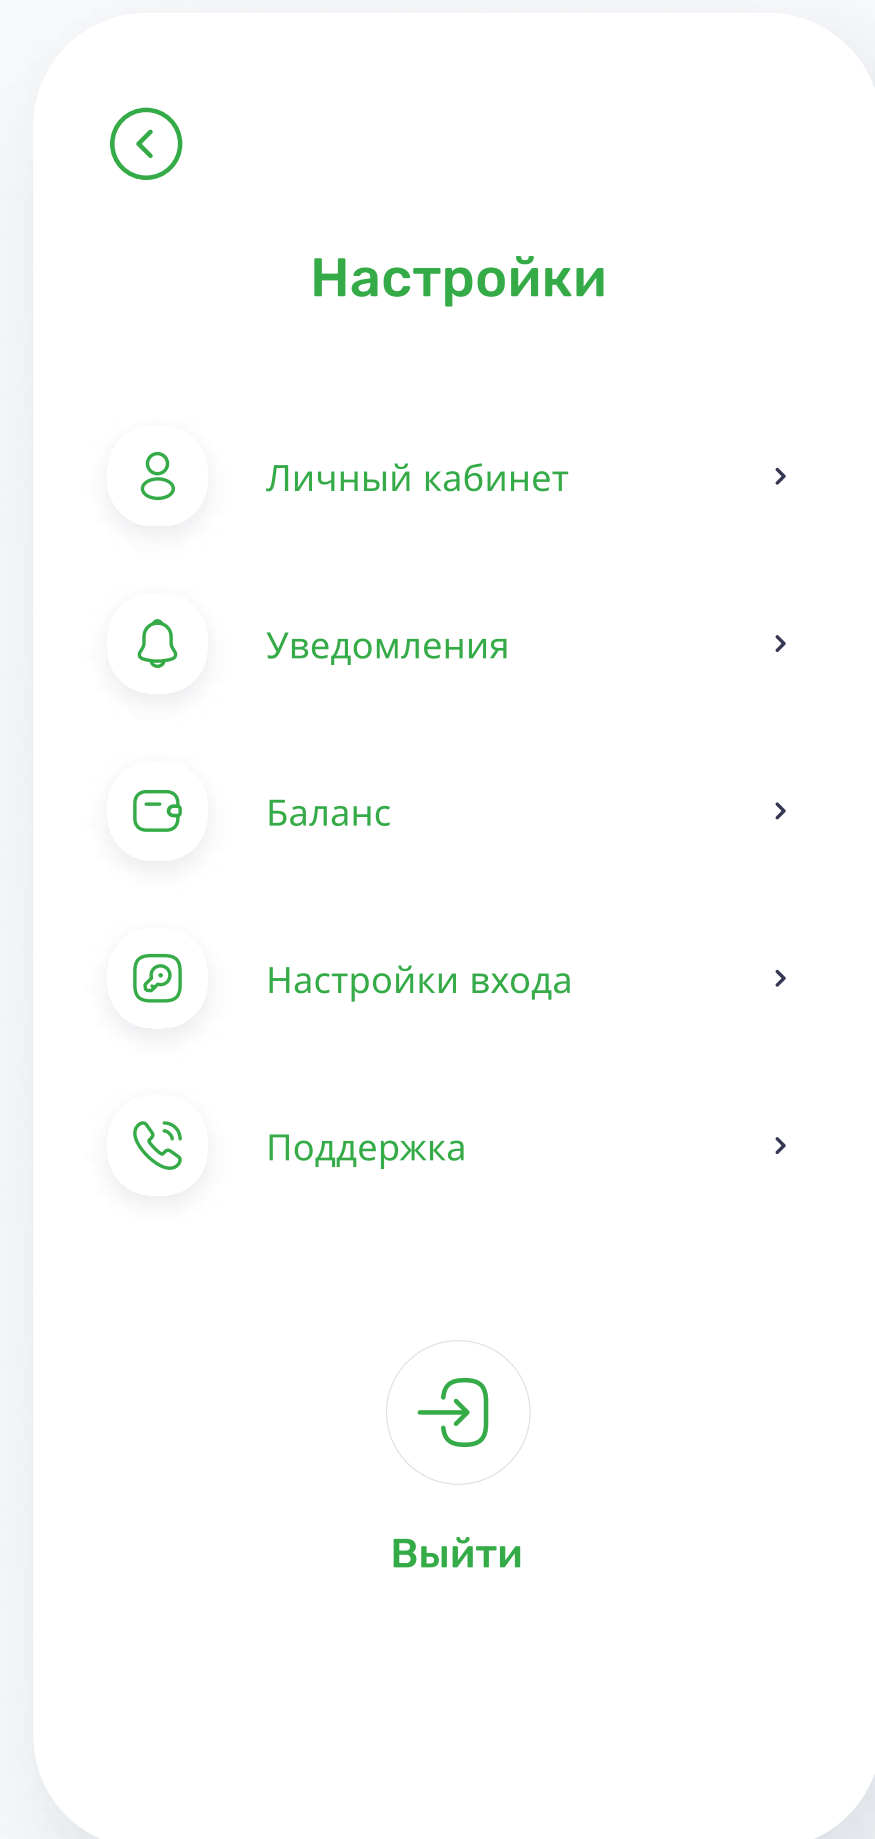 Настройки
Личный кабинет
Уведомления
Баланс
Настройки входа
Поддержка
Выйти